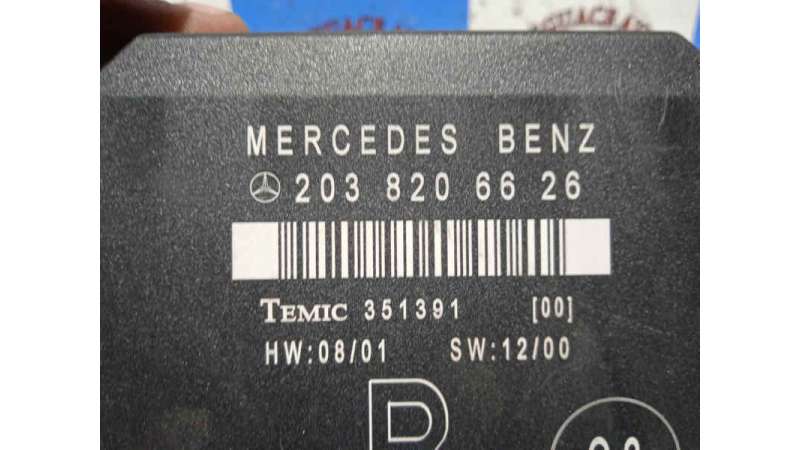 MERCEDES BENZ
203 820 66 26
TEMIC 351391 [00]
HW:08/01 SW:12/00
R